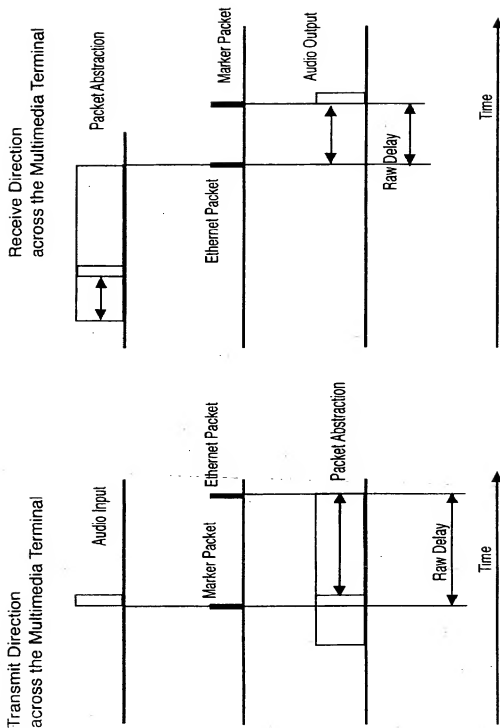 Transmit Direction
across the Multimedia Terminal
Audio Input
Marker Packet
Ethernet Packet
Packet Abstraction
Raw Delay
Time
Receive Direction
across the Multimedia Terminal
Packet Abstraction
Ethernet Packet
Marker Packet
Audio Output
Raw Delay
Time